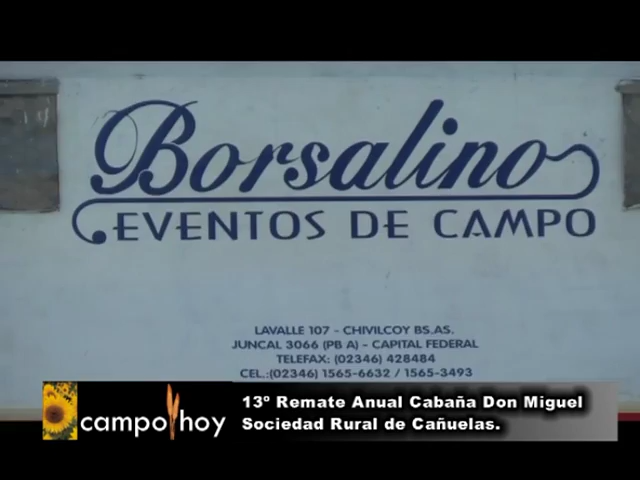 Borsalino
EVENTOS DE CAMPO
LAVALLE 107 - CHIVILCOY BS.AS.
JUNCAL 3066 (PB A) - CAPITAL FEDERAL
TELEFAX: (02346) 428484
CEL.:(02346) 1565-6632 / 1565-3493
campo hoy
13º Remate Anual Cabaña Don Miguel
Sociedad Rural de Cañuelas.